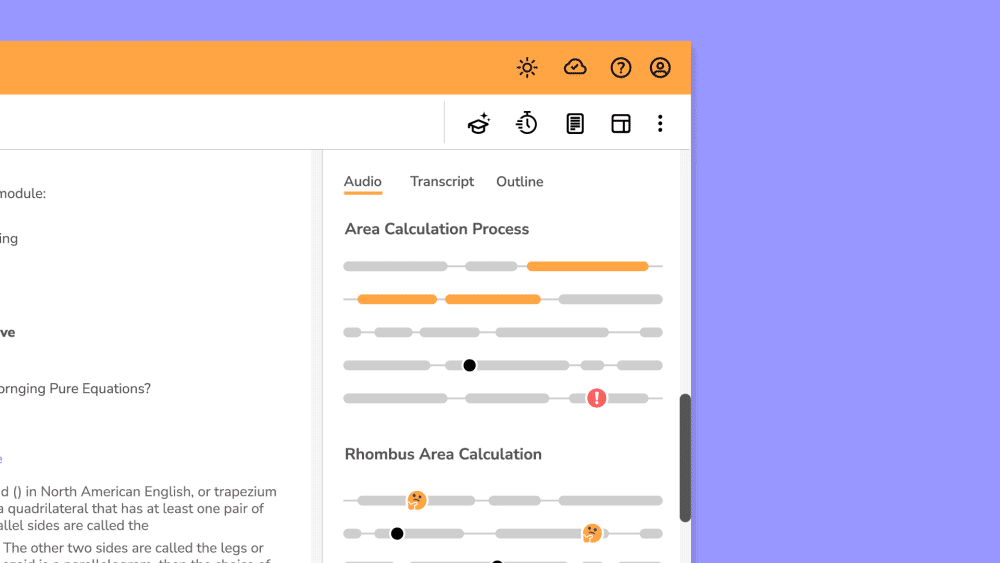 module:
ing
ve
ornging Pure Equations?
e
d () in North American English, or trapezium
a quadrilateral that has at least one pair of
allel sides are called the
The other two sides are called the legs or
Audio Transcript Outline
Area Calculation Process
Rhombus Area Calculation